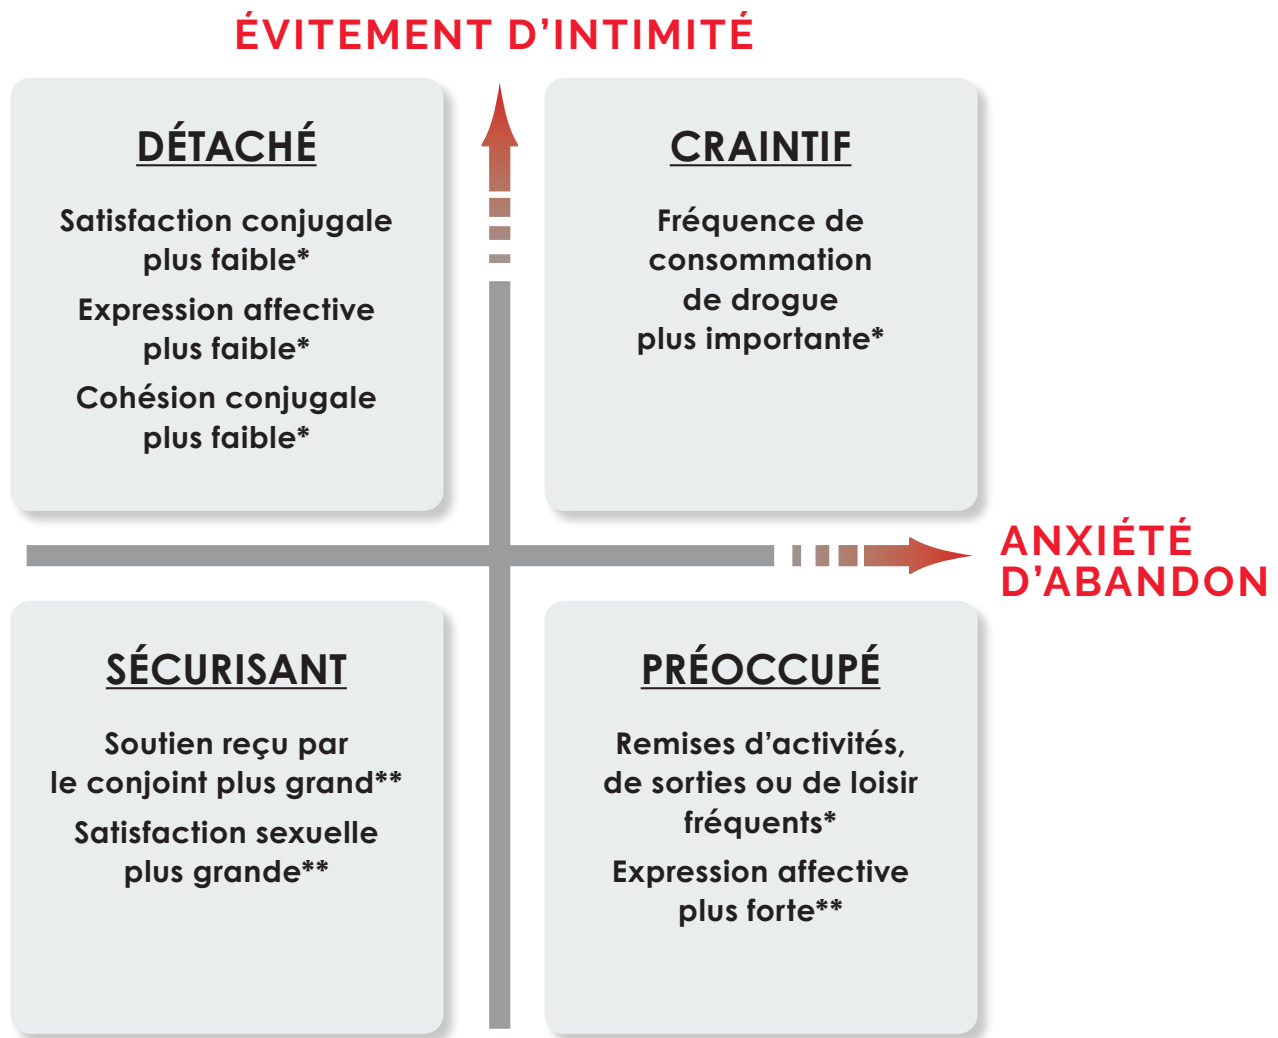 ÉVITEMENT D’INTIMITÉ
DÉTACHÉ
Satisfaction conjugale
plus faible*
Expression affective
plus faible*
Cohésion conjugale
plus faible*
CRAINTIF
Fréquence de
consommation
de drogue
plus importante*
ANXIÉTÉ
D’ABANDON
SÉCURISANT
Soutien reçu par
le conjoint plus grand**
Satisfaction sexuelle
plus grande**
PRÉOCCUPÉ
Remises d’activités,
de sorties ou de loisir
fréquents*
Expression affective
plus forte**